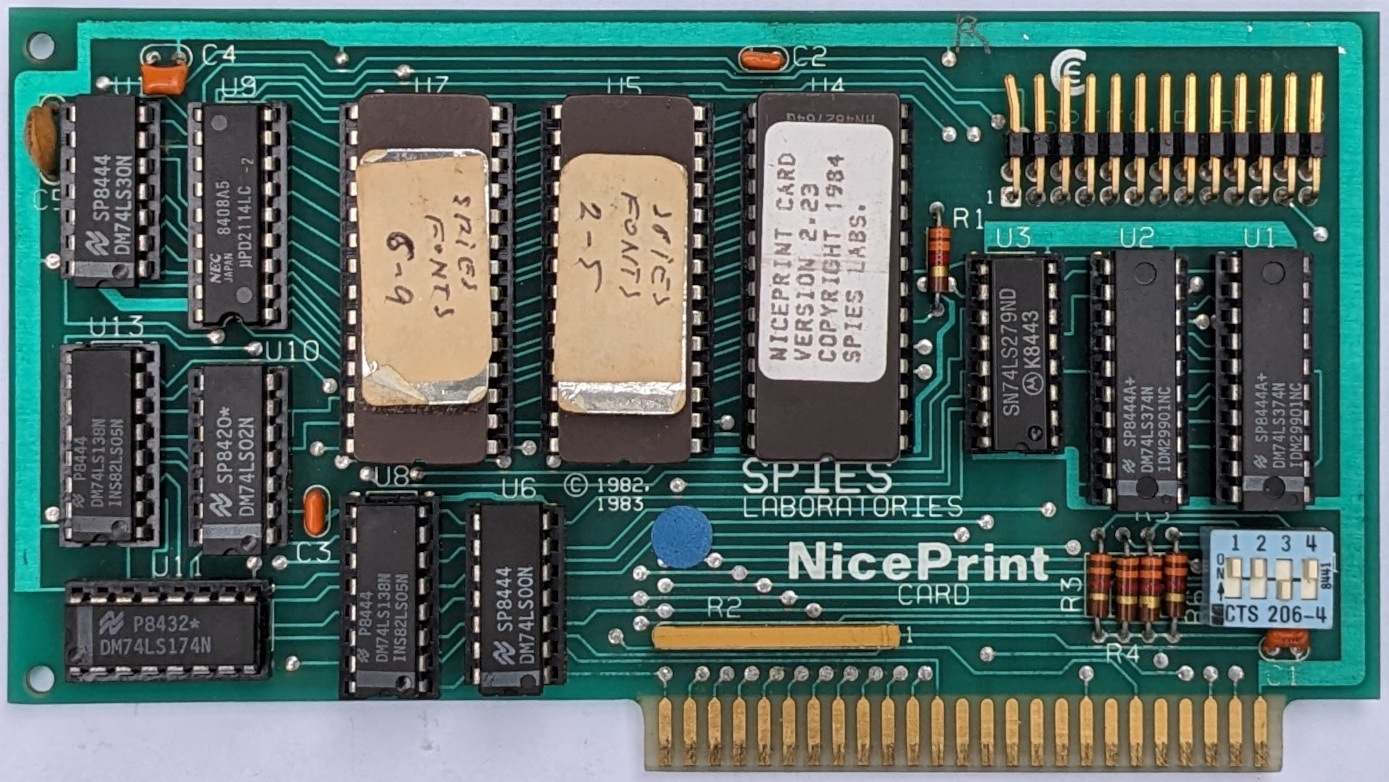 C4
C2
R
U9
U7
U5
U4
SP8444
DM74LS30N
NEC
JAPAN
8408A5
µPD2114LC -2
SPIES
FONTS
6-9
SPIES
FONTS
2-5
NICEPRINT CARD
VERSION 2.23
COPYRIGHT 1984
SPIES LABS.
1
R1
U3
U2
U1
SN74LS279ND
K8443
SP8444A+
DM74LS374N
IDM29901NC
SP8444A+
DM74LS374N
IDM29901NC
C5
U13
U10
P8444
DM74LS138N
INS82LS05N
SP8420*
DM74LS02N
C3
U11
P8432*
DM74LS174N
U8
U6
P8444
DM74LS138N
INS82LS05N
SP8444
DM74LS00N
© 1982,
1983
SPIES
LABORATORIES
NicePrint
CARD
R2
1
R3
R4
1 2 3 4
ON
8441
CTS 206-4
C1